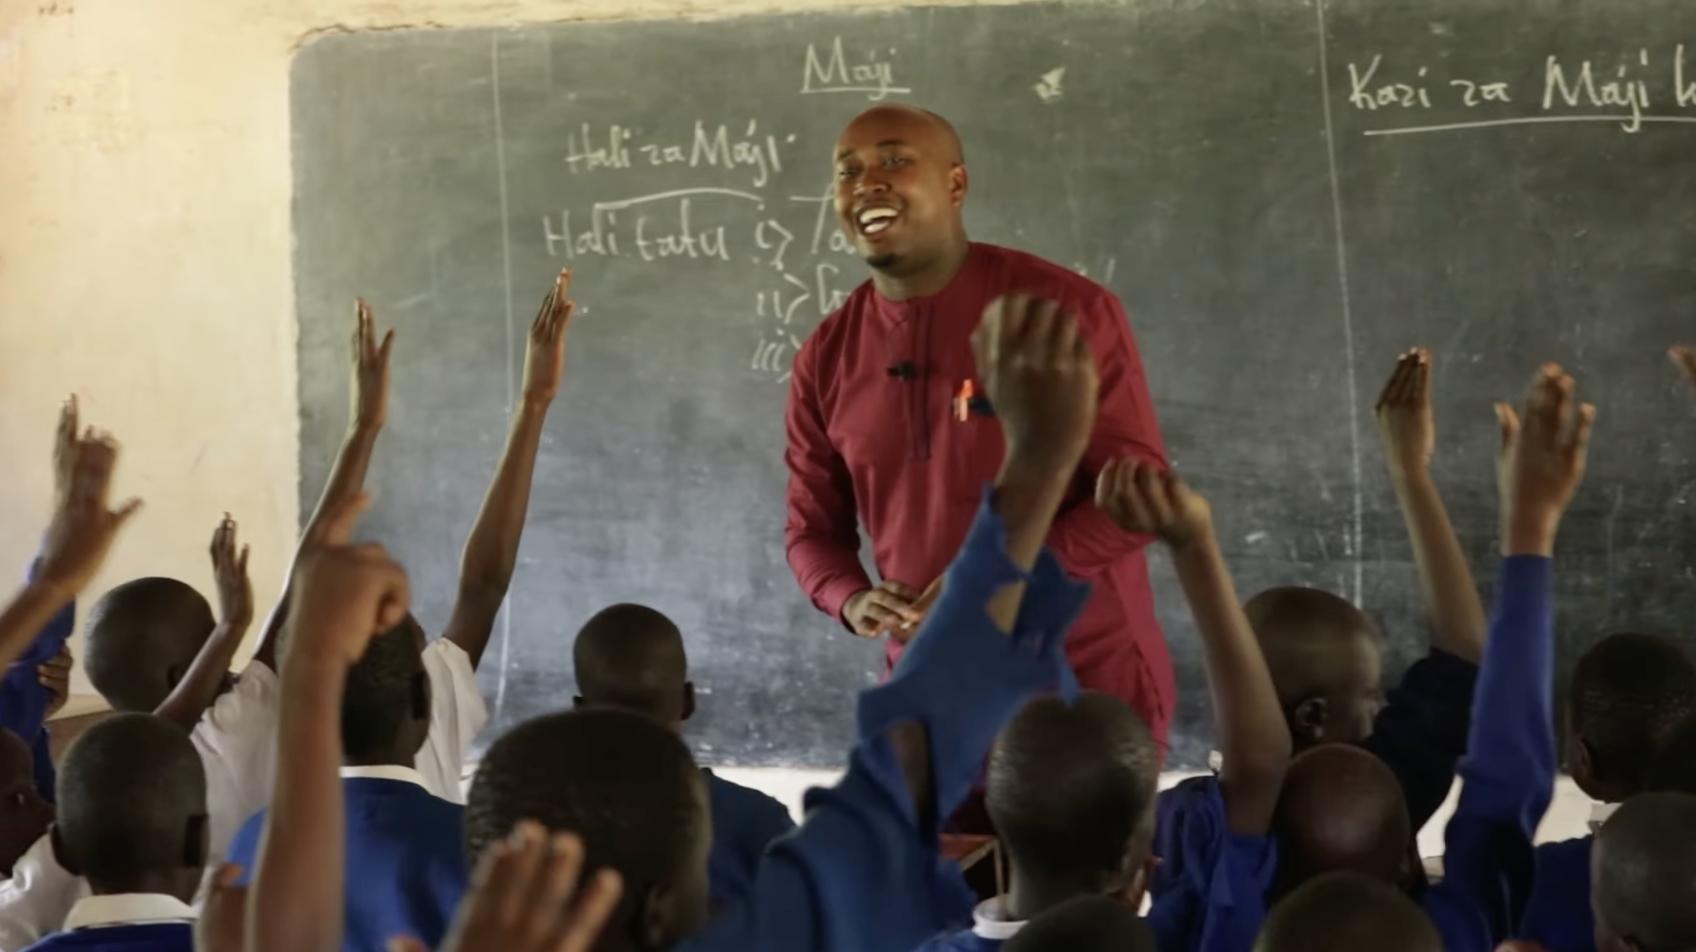 Maji
Hali za Maji
Hali tatu i>
ii>
iii>
Kazi za Maji